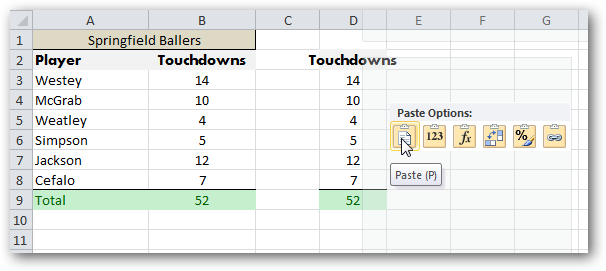 A B C D E F G
1 Springfield Ballers
2 Player Touchdowns Touchdowns
3 Westey 14 14
4 McGrab 10 10
5 Weatley 4 4
6 Simpson 5 5
7 Jackson 12 12
8 Cefalo 7 7
9 Total 52 52
10
11
Paste Options:
123 fx %
Paste (P)